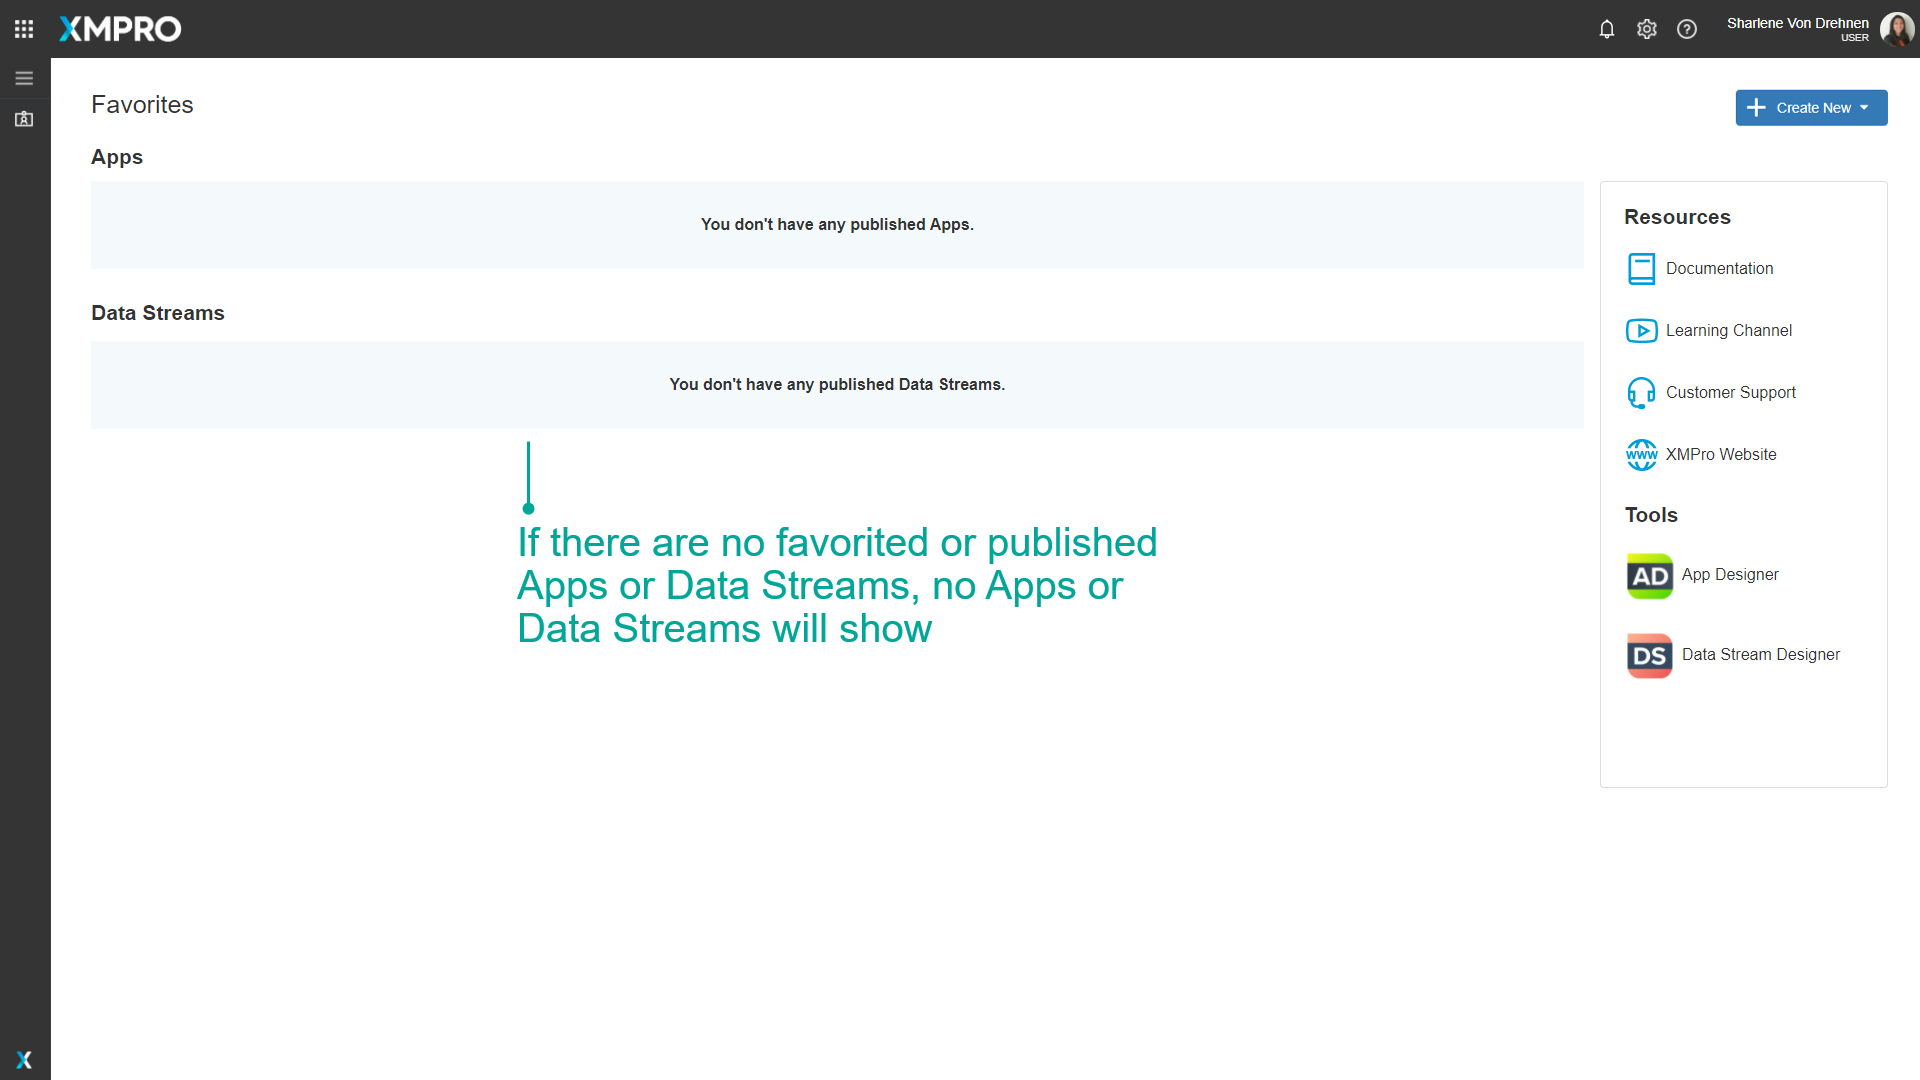 XMPRO
Sharlene Von Drehnen
USER
Favorites
Create New
Apps
You don't have any published Apps.
Data Streams
You don't have any published Data Streams.
If there are no favorited or published
Apps or Data Streams, no Apps or
Data Streams will show
Resources
Documentation
Learning Channel
Customer Support
WWW XMPro Website
Tools
AD App Designer
DS Data Stream Designer
X